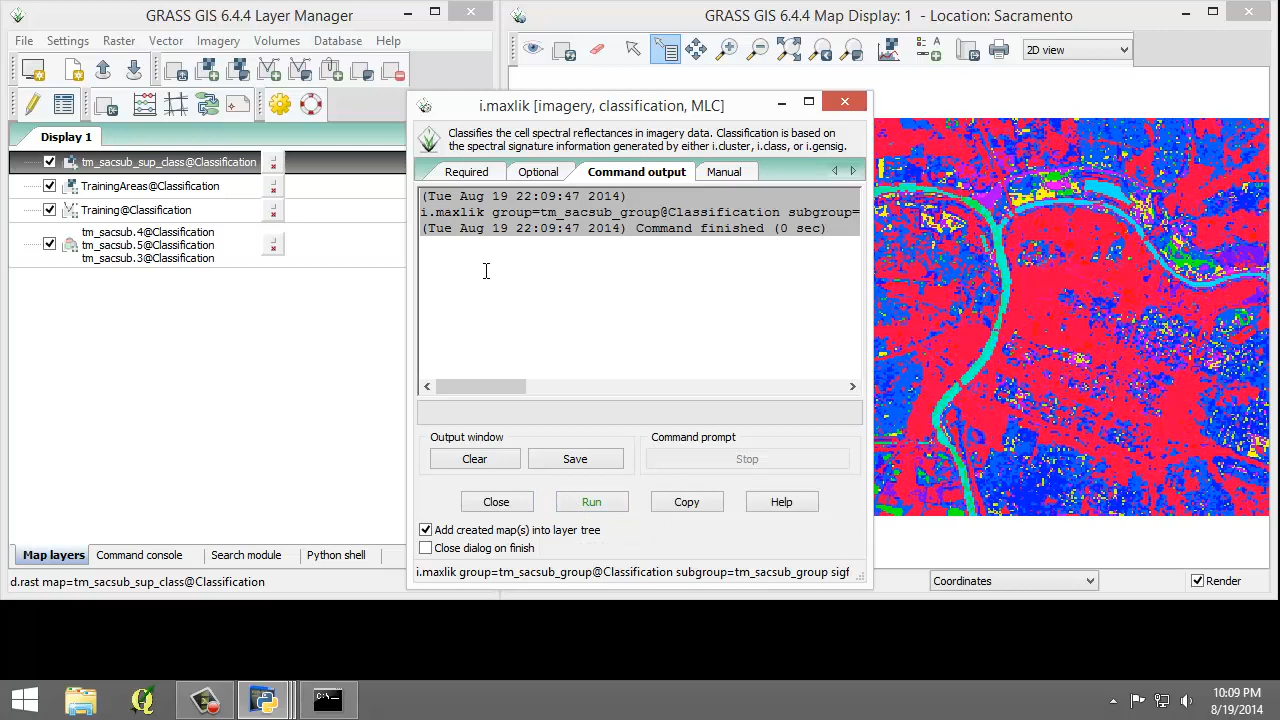 GRASS GIS 6.4.4 Layer Manager
File Settings Raster Vector Imagery Volumes Database Help
Display 1
tm_sacsub_sup_class@Classification
TrainingAreas@Classification
Training@Classification
tm_sacsub.4@Classification
tm_sacsub.5@Classification
tm_sacsub.3@Classification
Map layers Command console Search module Python shell
d.rast map=tm_sacsub_sup_class@Classification
GRASS GIS 6.4.4 Map Display: 1 - Location: Sacramento
2D view
i.maxlik [imagery, classification, MLC]
Classifies the cell spectral reflectances in imagery data. Classification is based on
the spectral signature information generated by either i.cluster, i.class, or i.gensig.
Required Optional Command output Manual
(Tue Aug 19 22:09:47 2014)
i.maxlik group=tm_sacsub_group@Classification subgroup=
(Tue Aug 19 22:09:47 2014) Command finished (0 sec)
Output window Command prompt
Clear Save Stop
Close Run Copy Help
Add created map(s) into layer tree
Close dialog on finish
i.maxlik group=tm_sacsub_group@Classification subgroup=tm_sacsub_group sigf
Coordinates Render
10:09 PM
8/19/2014